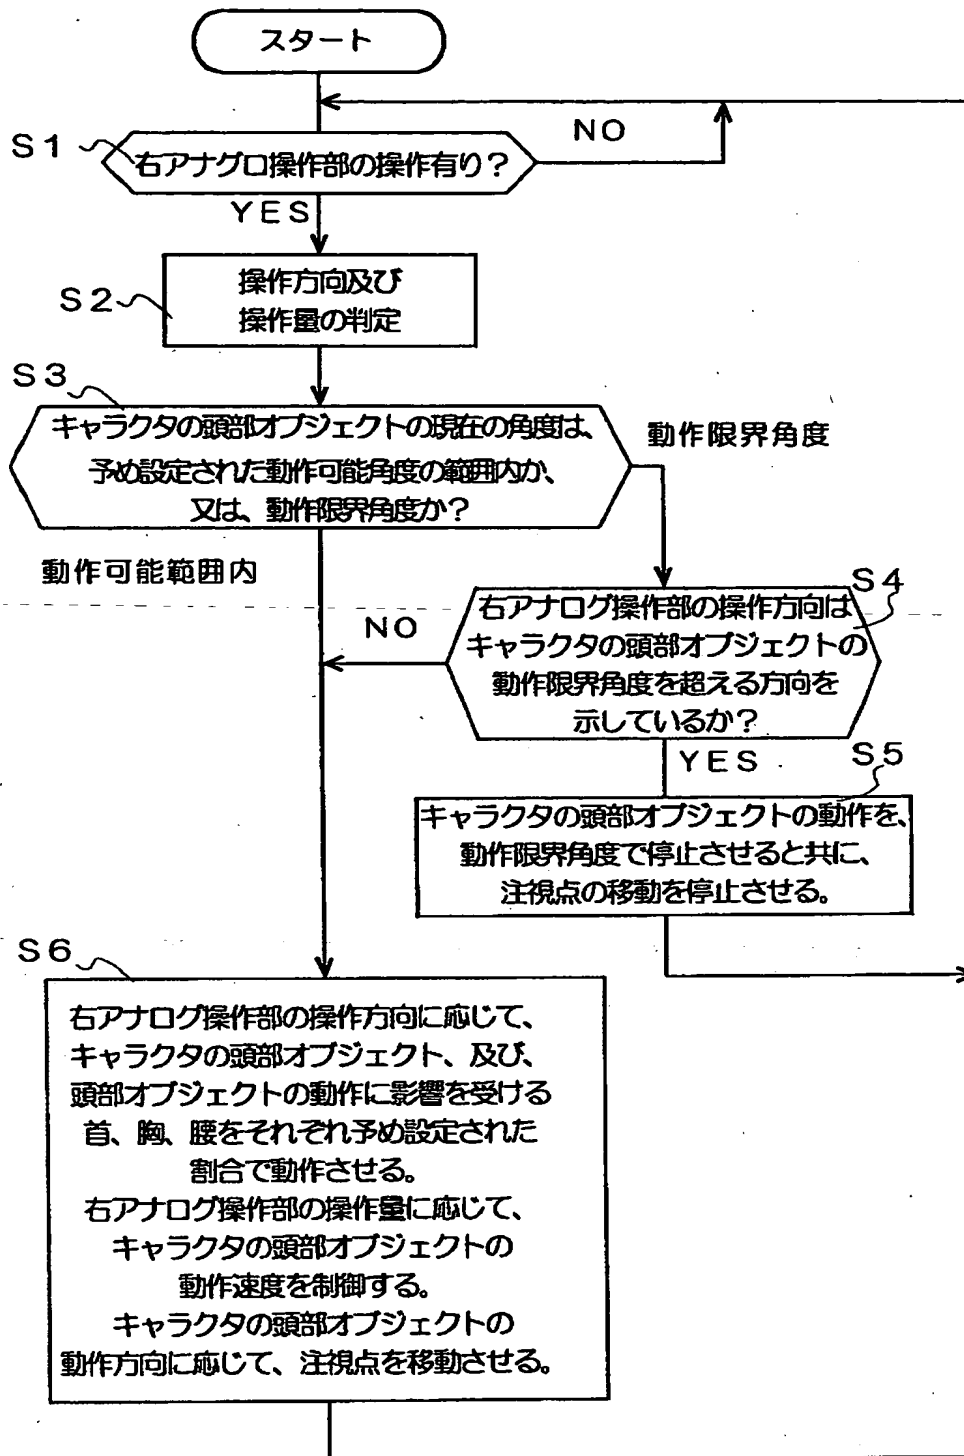 スタート
NO
S1
右アナグロ操作部の操作有り？
YES
S2
操作方向及び
操作量の判定
S3
キャラクタの頭部オブジェクトの現在の角度は、
予め設定された動作可能角度の範囲内か、
又は、動作限界角度か？
動作限界角度
動作可能範囲内
S4
右アナログ操作部の操作方向は
キャラクタの頭部オブジェクトの
動作限界角度を超える方向を
示しているか？
NO
YES
S5
キャラクタの頭部オブジェクトの動作を、
動作限界角度で停止させると共に、
注視点の移動を停止させる。
S6
右アナログ操作部の操作方向に応じて、
キャラクタの頭部オブジェクト、及び、
頭部オブジェクトの動作に影響を受ける
首、胸、腰をそれぞれ予め設定された
割合で動作させる。
右アナログ操作部の操作量に応じて、
キャラクタの頭部オブジェクトの
動作速度を制御する。
キャラクタの頭部オブジェクトの
動作方向に応じて、注視点を移動させる。